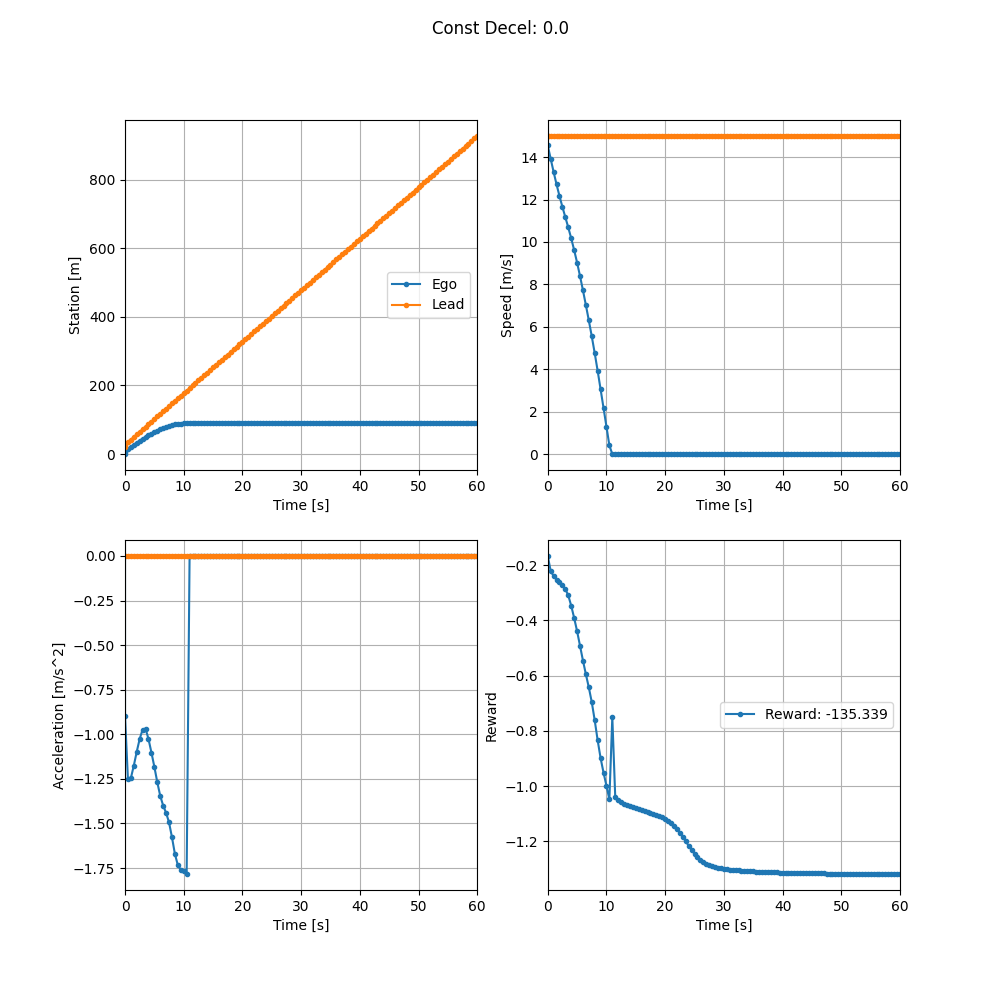 Const Decel: 0.0
800
600
400
200
0
Station [m]
Ego
Lead
0 10 20 30 40 50 60
Time [s]
14
12
10
8
6
4
2
0
Speed [m/s]
0 10 20 30 40 50 60
Time [s]
0.00
−0.25
−0.50
−0.75
−1.00
−1.25
−1.50
−1.75
Acceleration [m/s^2]
0 10 20 30 40 50 60
Time [s]
−0.2
−0.4
−0.6
−0.8
−1.0
−1.2
Reward
Reward: -135.339
0 10 20 30 40 50 60
Time [s]